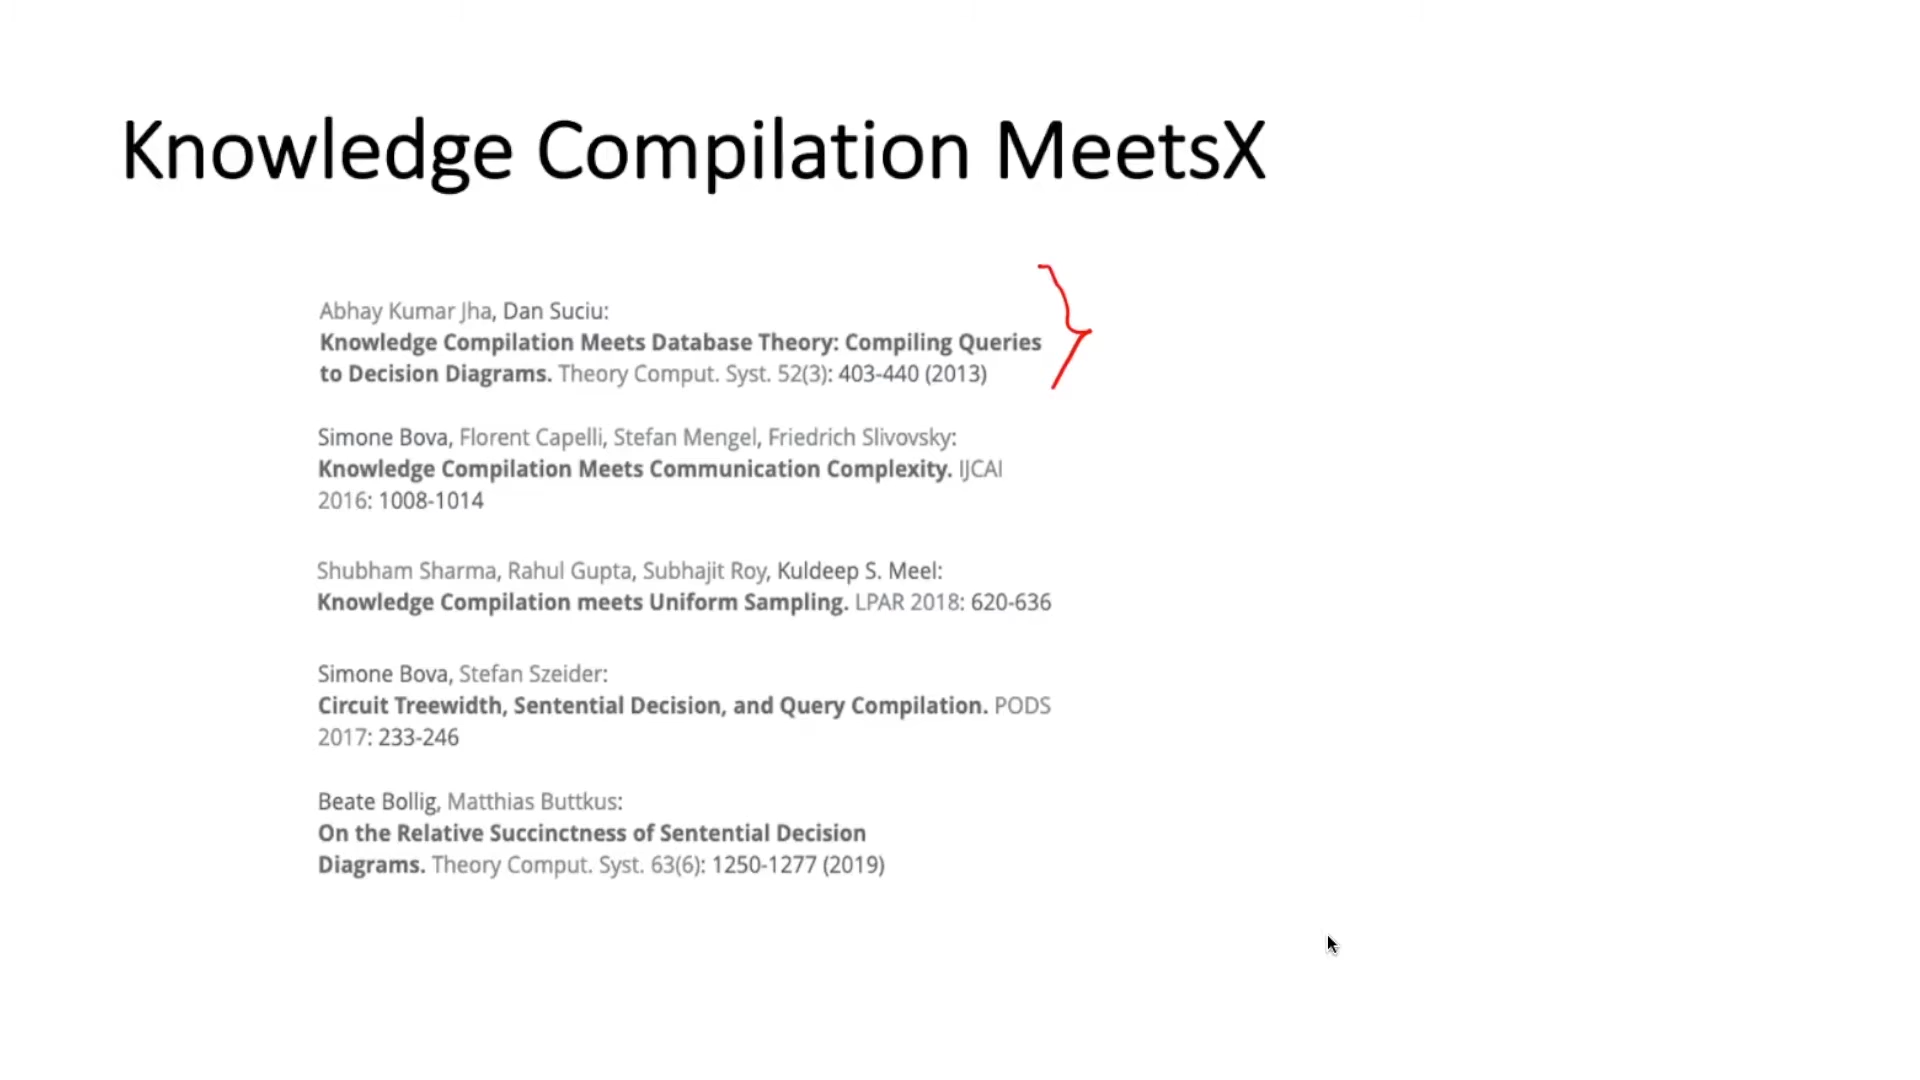 Knowledge Compilation MeetsX
Abhay Kumar Jha, Dan Suciu:
Knowledge Compilation Meets Database Theory: Compiling Queries
to Decision Diagrams. Theory Comput. Syst. 52(3): 403-440 (2013)
Simone Bova, Florent Capelli, Stefan Mengel, Friedrich Slivovsky:
Knowledge Compilation Meets Communication Complexity. IJCAI
2016: 1008-1014
Shubham Sharma, Rahul Gupta, Subhajit Roy, Kuldeep S. Meel:
Knowledge Compilation meets Uniform Sampling. LPAR 2018: 620-636
Simone Bova, Stefan Szeider:
Circuit Treewidth, Sentential Decision, and Query Compilation. PODS
2017: 233-246
Beate Bollig, Matthias Buttkus:
On the Relative Succinctness of Sentential Decision
Diagrams. Theory Comput. Syst. 63(6): 1250-1277 (2019)